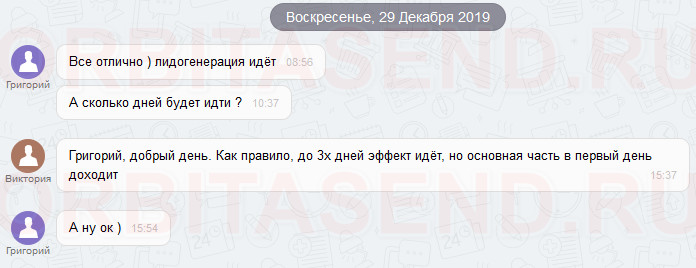 Воскресенье, 29 Декабря 2019
Все отлично ) лидогенерация идёт 08:56
Григорий
А сколько дней будет идти ? 10:37
Григорий, добрый день. Как правило, до 3х дней эффект идёт, но основная часть в первый день
доходит 15:37
Виктория
А ну ок ) 15:54
Григорий
ORBITASEND.RU
ORBITASEND.RU